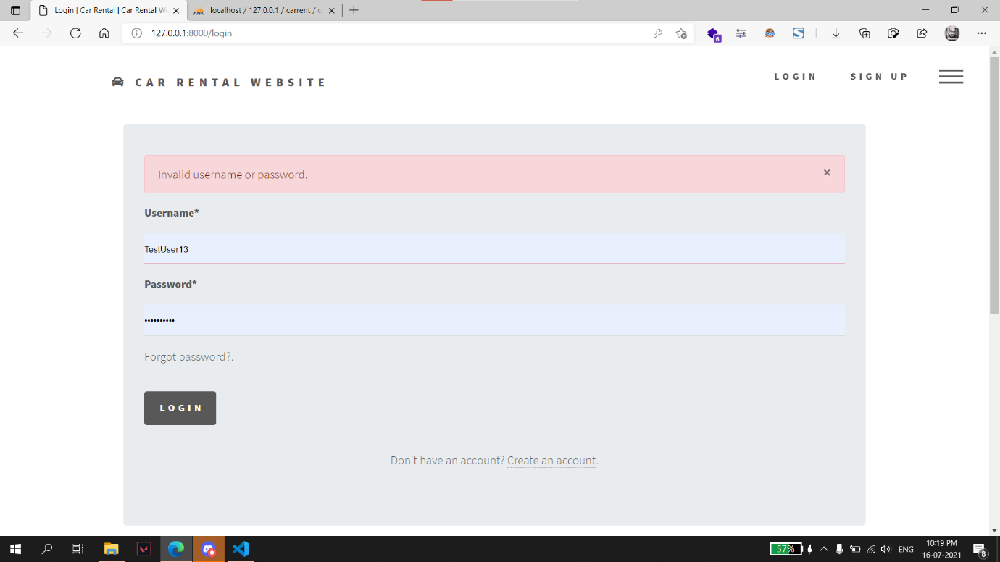 Login | Car Rental | Car Rental We
localhost / 127.0.0.1 / carrent / ca
127.0.0.1:8000/login
6
CAR RENTAL WEBSITE
LOGIN
SIGN UP
Invalid username or password.
×
Username*
TestUser13
Password*
••••••••••
Forgot password?.
LOGIN
Don't have an account? Create an account.
57%
ENG
10:19 PM
16-07-2021
8